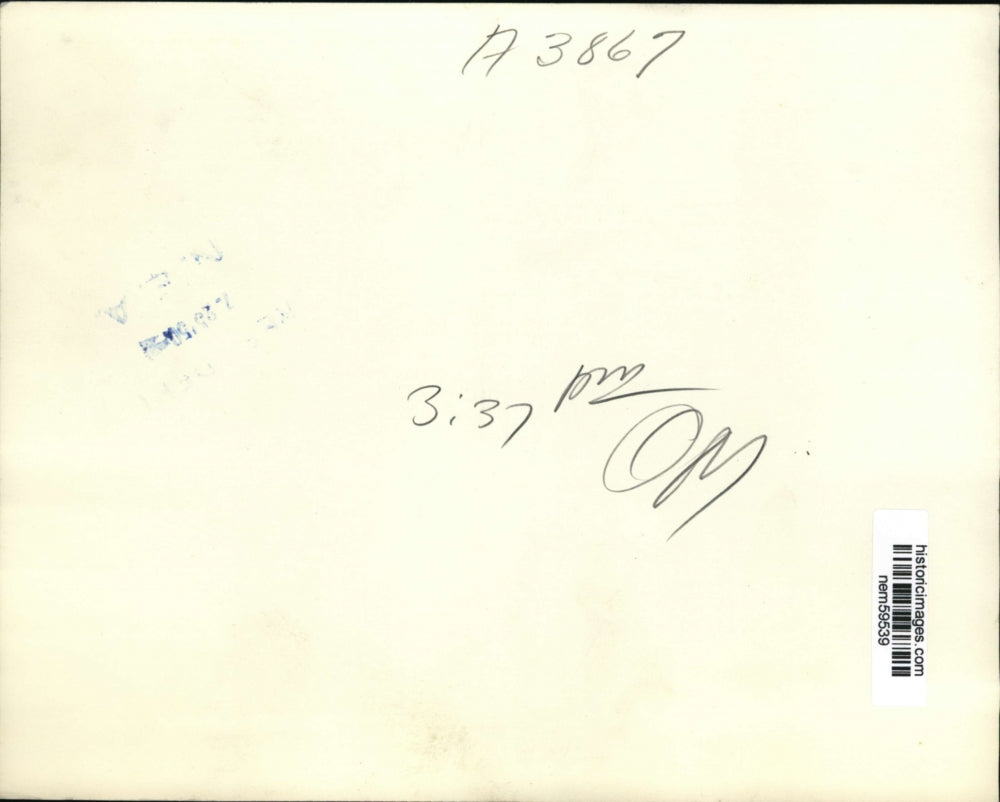 A 3867
3:37 pm
historicimages.com
nem59539